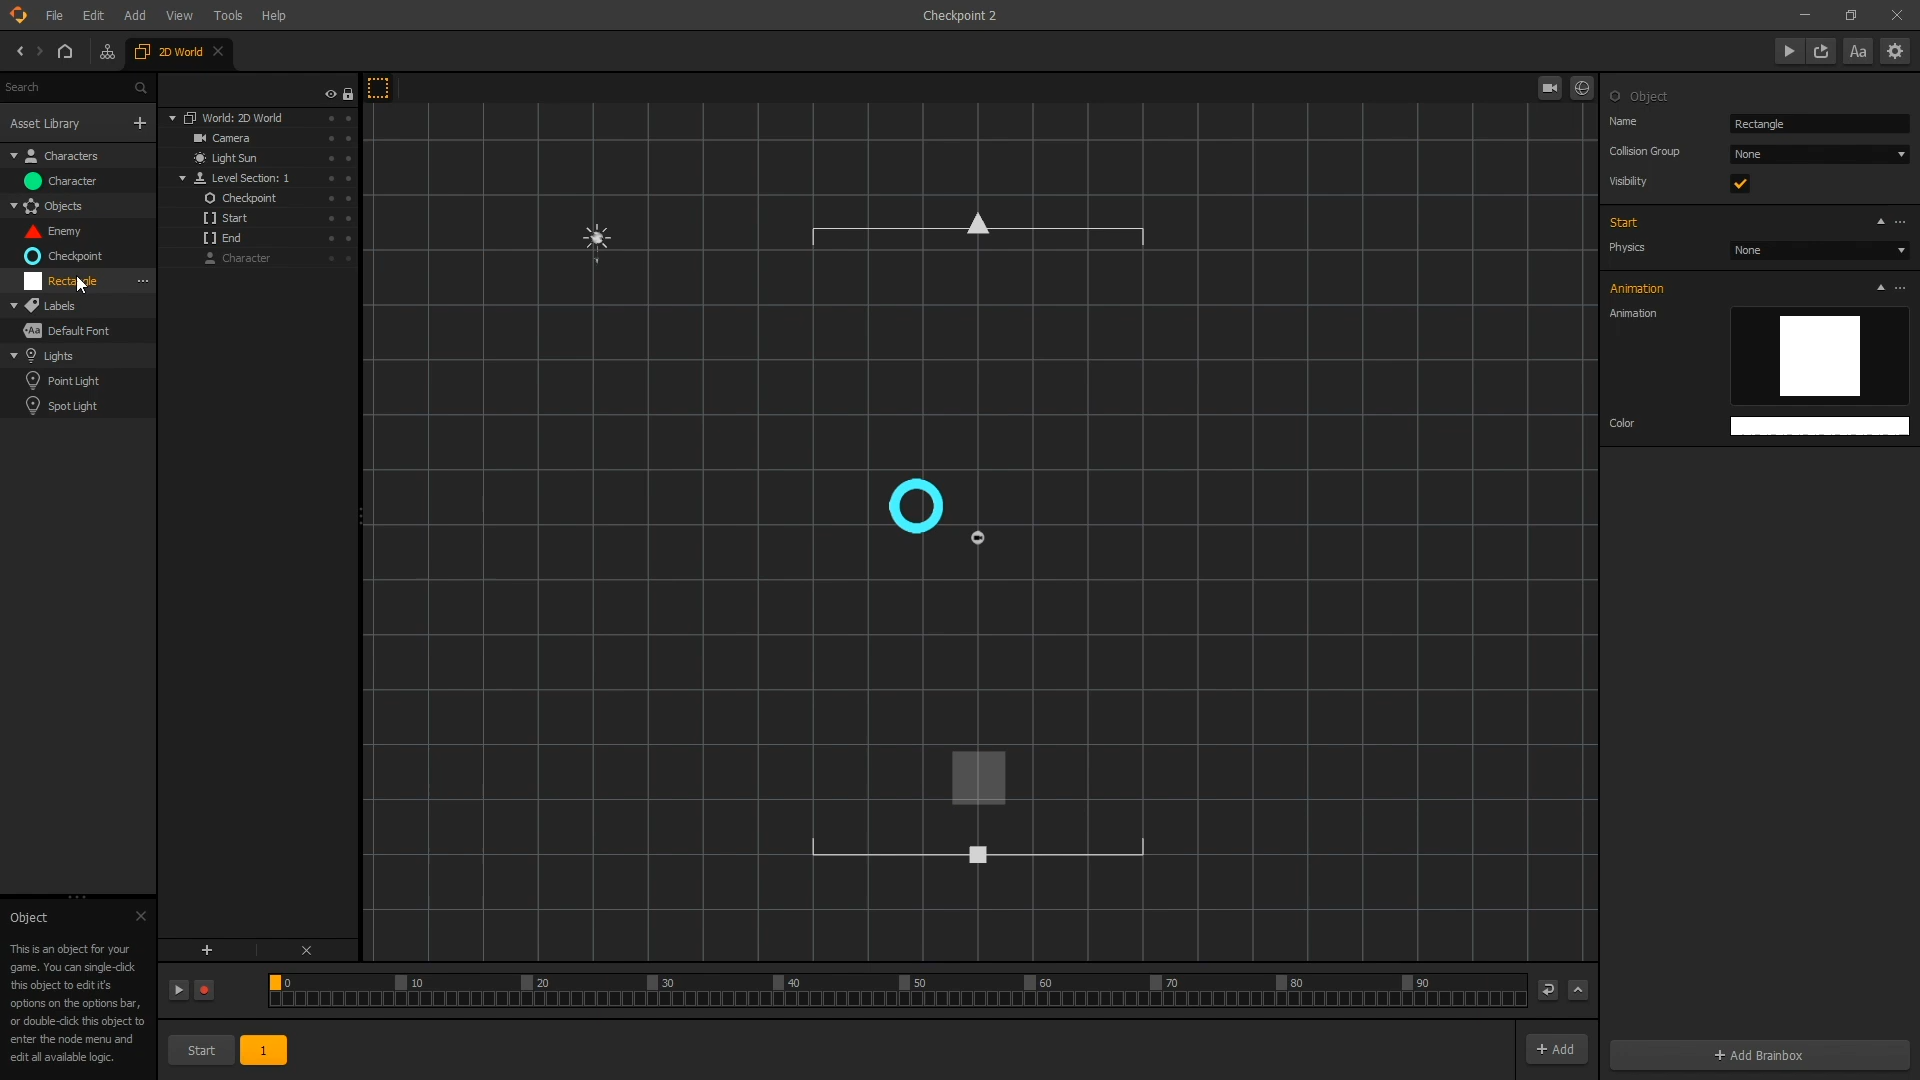 File Edit Add View Tools Help
Checkpoint 2
2D World
Aa
Search
Asset Library
Characters
Character
Objects
Enemy
Checkpoint
Rectangle
Labels
Aa Default Font
Lights
Point Light
Spot Light
World: 2D World
Camera
Light Sun
Level Section: 1
Checkpoint
Start
End
Character
Object
Name Rectangle
Collision Group None
Visibility
Start
Physics None
Animation
Animation
Color
Object
This is an object for your
game. You can single-click
this object to edit it's
options on the options bar,
or double-click this object to
enter the node menu and
edit all available logic.
0 10 20 30 40 50 60 70 80 90
Start 1
+ Add
+ Add Brainbox